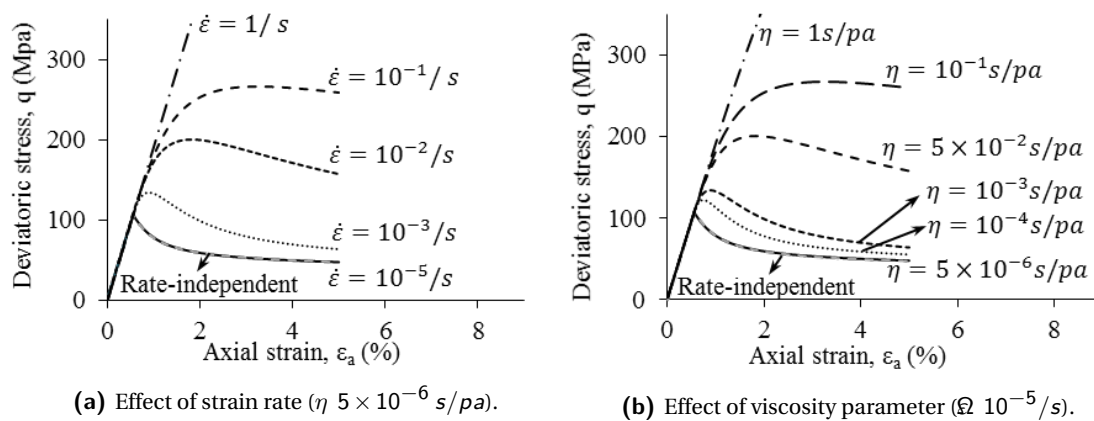 Deviatoric stress, q (Mpa)
300
200
100
0
0 2 4 6 8
Axial strain, εₐ (%)
ε̇ = 1/ s
ε̇ = 10⁻¹/ s
ε̇ = 10⁻²/s
ε̇ = 10⁻³/s
ε̇ = 10⁻⁵/s
Rate-independent
(a) Effect of strain rate (η 5 × 10⁻⁶ s/pa).
Deviatoric stress, q (MPa)
300
200
100
0
0 2 4 6 8
Axial strain, εₐ (%)
η = 1s/pa
η = 10⁻¹s/pa
η = 5 × 10⁻²s/pa
η = 10⁻³s/pa
η = 10⁻⁴s/pa
η = 5 × 10⁻⁶s/pa
Rate-independent
(b) Effect of viscosity parameter ( 10⁻⁵/s).